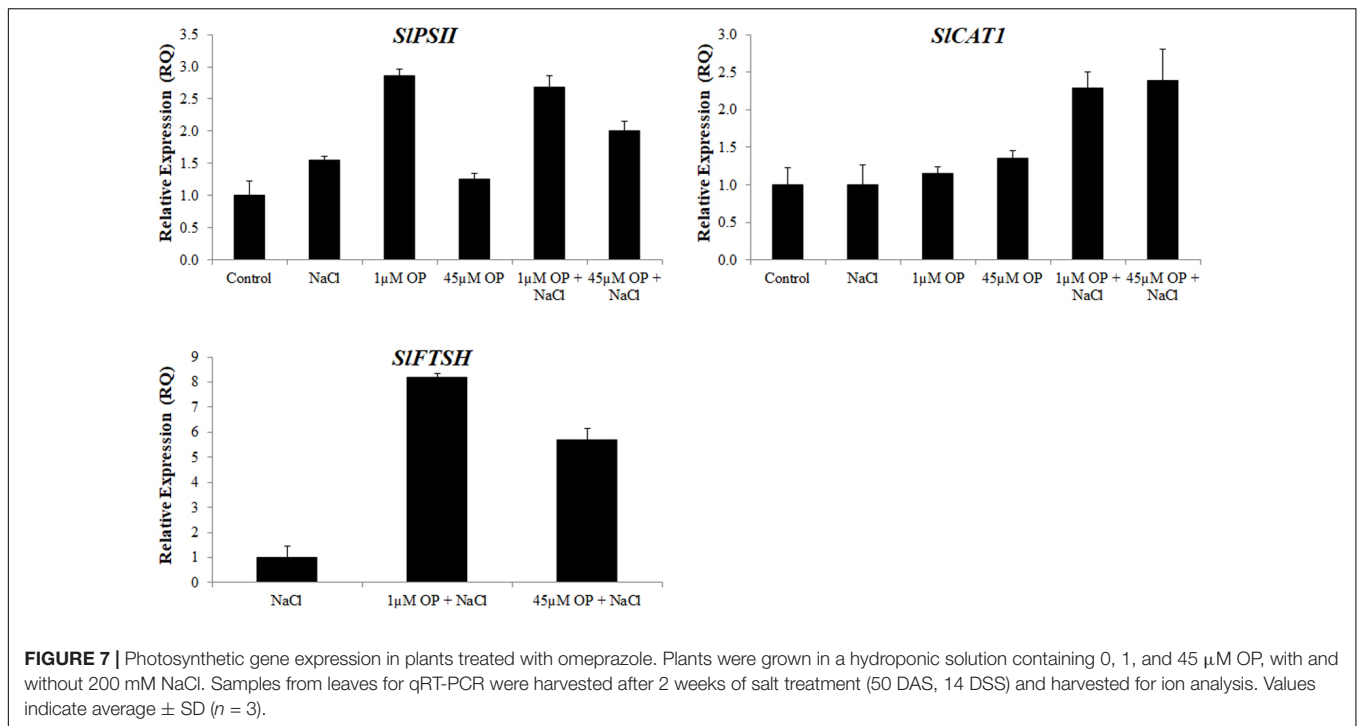 SlPSII
Relative Expression (RQ)
3.5
3.0
2.5
2.0
1.5
1.0
0.5
0.0
Control NaCl 1µM OP 45µM OP 1µM OP + 45µM OP +
NaCl NaCl
SlCAT1
Relative Expression (RQ)
3.0
2.5
2.0
1.5
1.0
0.5
0.0
Control NaCl 1µM OP 45µM OP 1µM OP + 45µM OP +
NaCl NaCl
SlFTSH
Relative Expression (RQ)
9
8
7
6
5
4
3
2
1
0
NaCl 1µM OP + NaCl 45µM OP + NaCl
FIGURE 7 | Photosynthetic gene expression in plants treated with omeprazole. Plants were grown in a hydroponic solution containing 0, 1, and 45 µM OP, with and
without 200 mM NaCl. Samples from leaves for qRT-PCR were harvested after 2 weeks of salt treatment (50 DAS, 14 DSS) and harvested for ion analysis. Values
indicate average ± SD (n = 3).